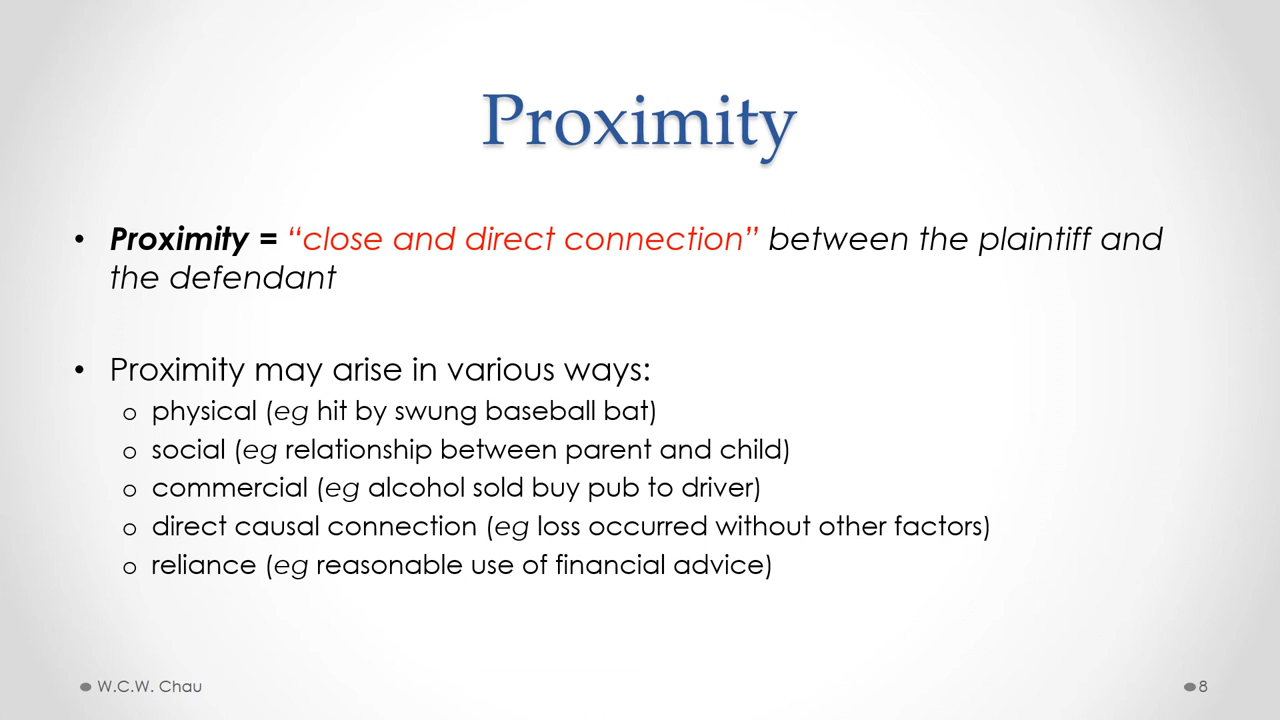 Proximity
• Proximity = “close and direct connection” between the plaintiff and
the defendant
• Proximity may arise in various ways:
o physical (eg hit by swung baseball bat)
o social (eg relationship between parent and child)
o commercial (eg alcohol sold buy pub to driver)
o direct causal connection (eg loss occurred without other factors)
o reliance (eg reasonable use of financial advice)
W.C.W. Chau
8